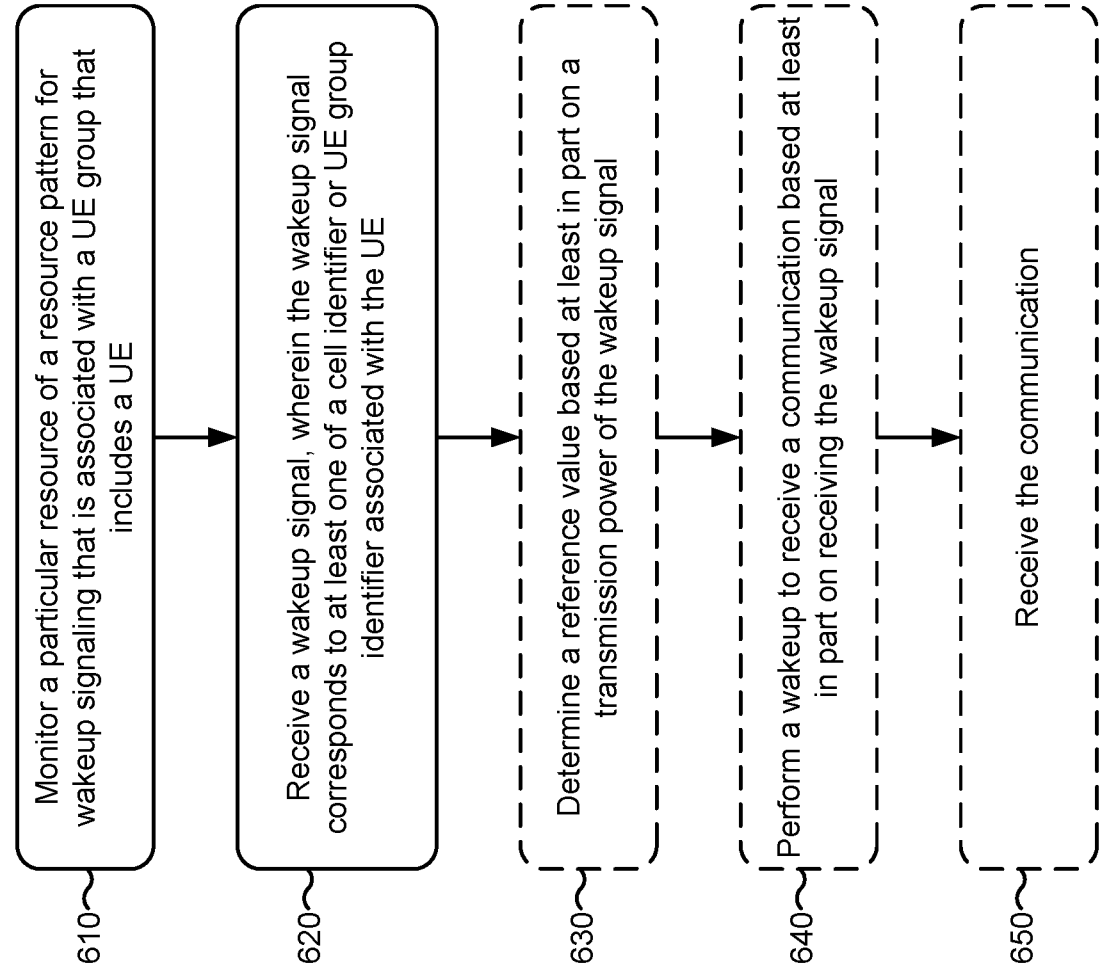 610
Monitor a particular resource of a resource pattern for
wakeup signaling that is associated with a UE group that
includes a UE
620
Receive a wakeup signal, wherein the wakeup signal
corresponds to at least one of a cell identifier or UE group
identifier associated with the UE
630
Determine a reference value based at least in part on a
transmission power of the wakeup signal
640
Perform a wakeup to receive a communication based at least
in part on receiving the wakeup signal
650
Receive the communication